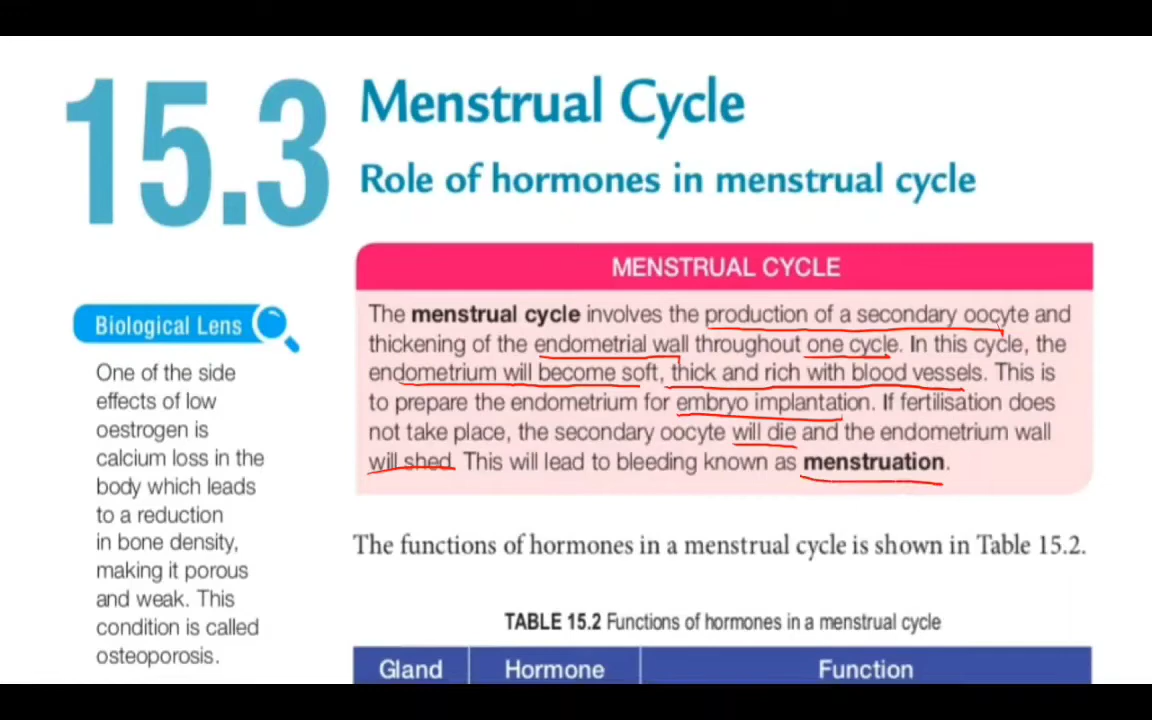 15.3
Menstrual Cycle
Role of hormones in menstrual cycle
MENSTRUAL CYCLE
The menstrual cycle involves the production of a secondary oocyte and
thickening of the endometrial wall throughout one cycle. In this cycle, the
endometrium will become soft, thick and rich with blood vessels. This is
to prepare the endometrium for embryo implantation. If fertilisation does
not take place, the secondary oocyte will die and the endometrium wall
will shed. This will lead to bleeding known as menstruation.
Biological Lens
One of the side
effects of low
oestrogen is
calcium loss in the
body which leads
to a reduction
in bone density,
making it porous
and weak. This
condition is called
osteoporosis.
The functions of hormones in a menstrual cycle is shown in Table 15.2.
TABLE 15.2 Functions of hormones in a menstrual cycle
Gland Hormone Function